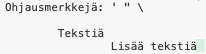 Ohjausmerkkejä: ' " \
Tekstiä
Lisää tekstiä